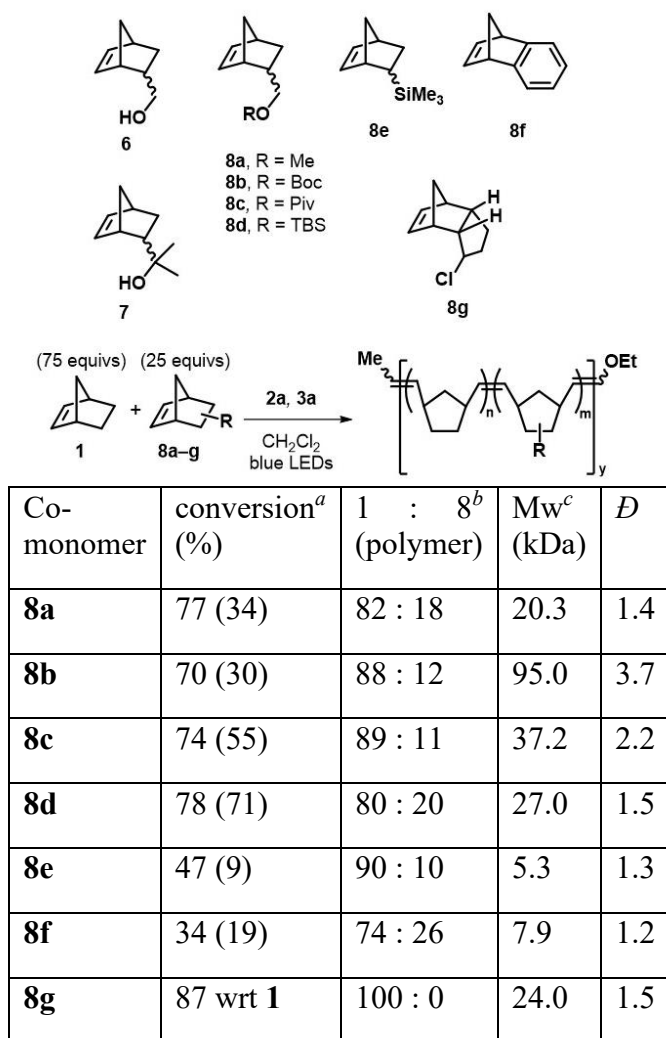 HO
6
RO
8a, R = Me
8b, R = Boc
8c, R = Piv
8d, R = TBS
SiMe₃
8e
8f
HO
7
H
H
Cl
8g
(75 equivs) (25 equivs)
1 + R 8a–g
2a, 3a
CH₂Cl₂
blue LEDs
Me n R m OEt y
Co-monomer conversionᵃ (%) 1 : 8ᵇ (polymer) Mwᶜ (kDa) Đ
8a 77 (34) 82 : 18 20.3 1.4
8b 70 (30) 88 : 12 95.0 3.7
8c 74 (55) 89 : 11 37.2 2.2
8d 78 (71) 80 : 20 27.0 1.5
8e 47 (9) 90 : 10 5.3 1.3
8f 34 (19) 74 : 26 7.9 1.2
8g 87 wrt 1 100 : 0 24.0 1.5